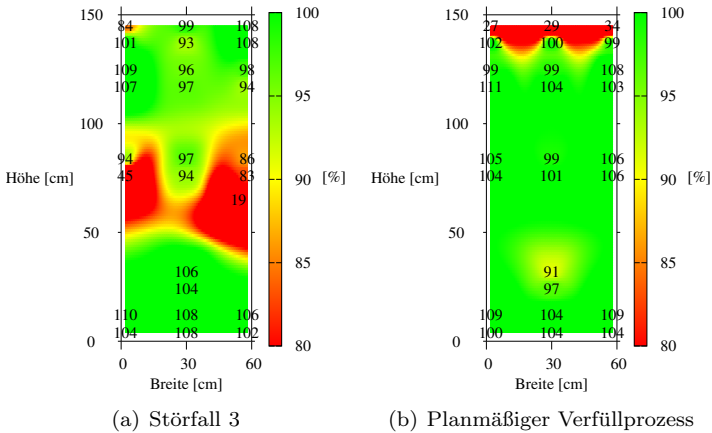 150
84 99 108
101 93 108
109 96 98
107 97 94
100
94 97 86
45 94 83
19
50
106
104
110 108 106
104 108 102
0
0 30 60
Höhe [cm]
Breite [cm]
100
95
90 [%]
85
80
(a) Störfall 3
150
27 29 34
102 100 99
99 99 108
111 104 103
100
105 99 106
104 101 106
50
91
97
109 104 109
100 104 104
0
0 30 60
Höhe [cm]
Breite [cm]
100
95
90 [%]
85
80
(b) Planmäßiger Verfüllprozess